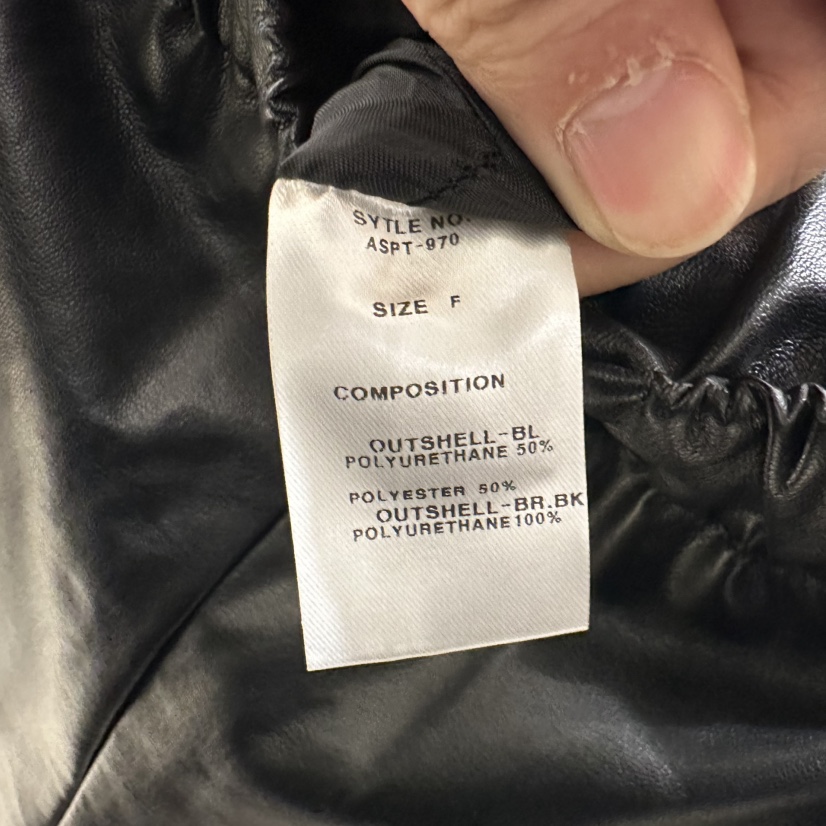 SYTLE NO.
ASPT-970
SIZE F
COMPOSITION
OUTSHELL-BL
POLYURETHANE 50%
POLYESTER 50%
OUTSHELL-BR.BK
POLYURETHANE100%